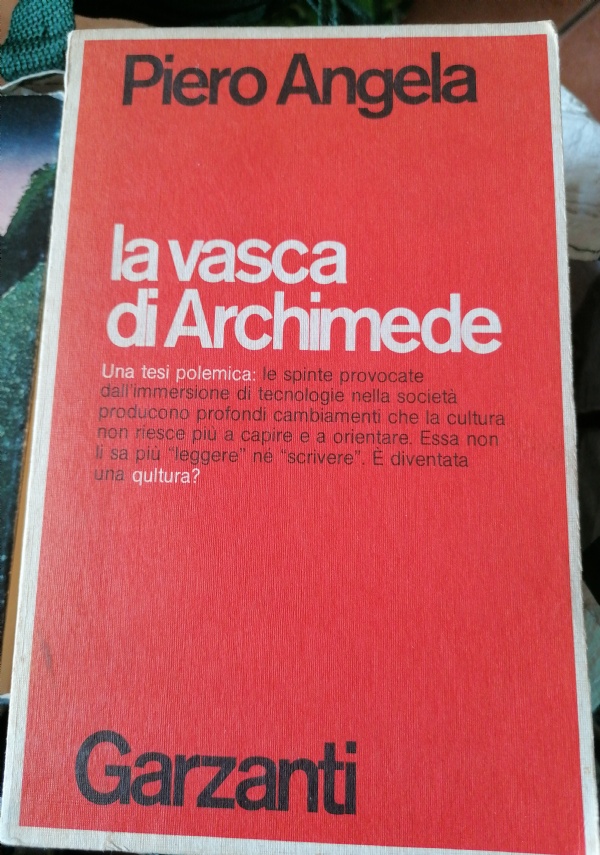 Piero Angela
la vasca
di Archimede
Una tesi polemica: le spinte provocate
dall'immersione di tecnologie nella società
producono profondi cambiamenti che la cultura
non riesce più a capire e a orientare. Essa non
li sa più "leggere" né "scrivere". È diventata
una qultura?
Garzanti